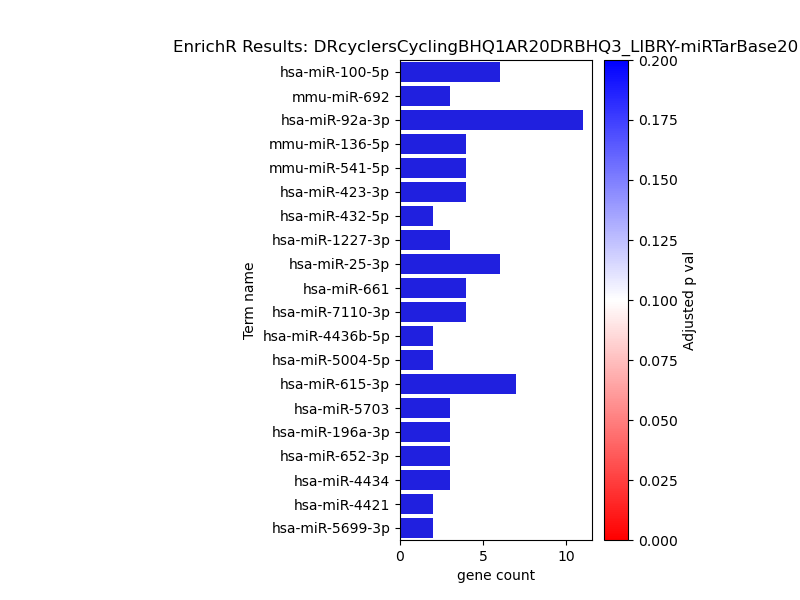 EnrichR Results: DRcyclersCyclingBHQ1AR20DRBHQ3_LIBRY-miRTarBase20
hsa-miR-100-5p
mmu-miR-692
hsa-miR-92a-3p
mmu-miR-136-5p
mmu-miR-541-5p
hsa-miR-423-3p
hsa-miR-432-5p
hsa-miR-1227-3p
hsa-miR-25-3p
hsa-miR-661
hsa-miR-7110-3p
hsa-miR-4436b-5p
hsa-miR-5004-5p
hsa-miR-615-3p
hsa-miR-5703
hsa-miR-196a-3p
hsa-miR-652-3p
hsa-miR-4434
hsa-miR-4421
hsa-miR-5699-3p
Term name
0 5 10
gene count
0.200
0.175
0.150
0.125
0.100
0.075
0.050
0.025
0.000
Adjusted p val